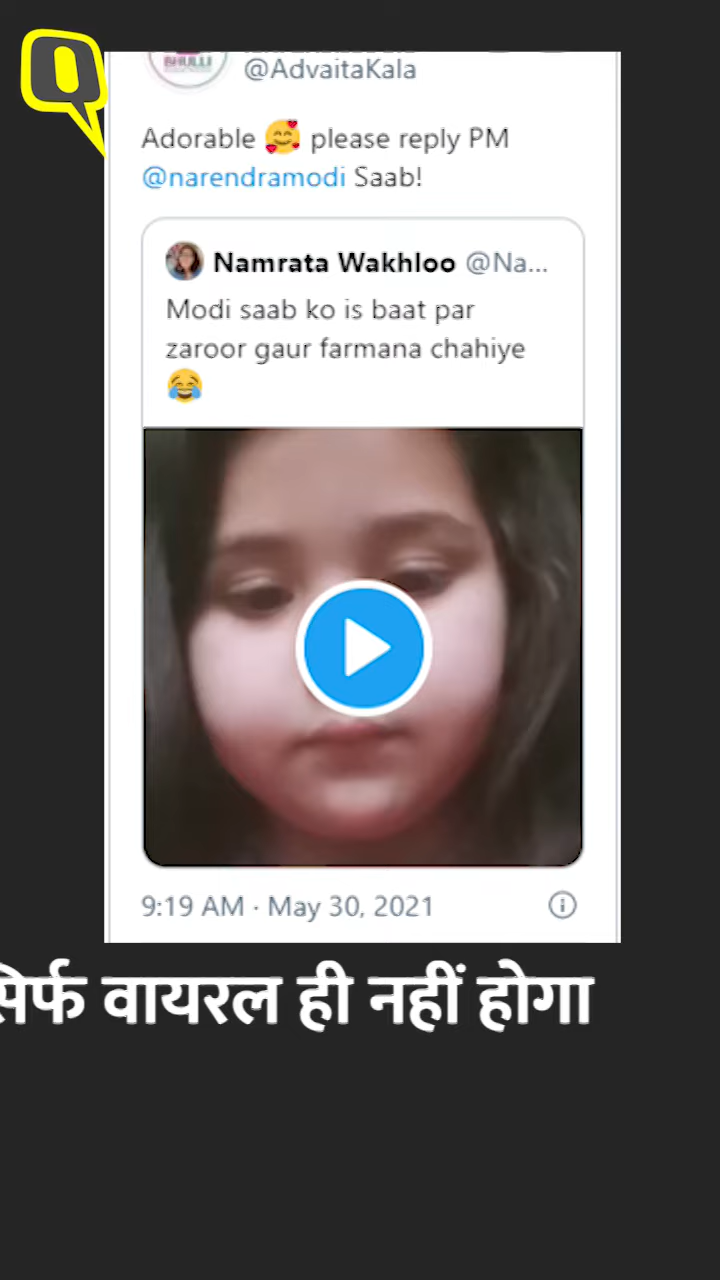 @AdvaitaKala
Adorable 🥰 please reply PM
@narendramodi Saab!
Namrata Wakhloo @Na...
Modi saab ko is baat par
zaroor gaur farmana chahiye
😂
9:19 AM · May 30, 2021
सिर्फ वायरल ही नहीं होगा